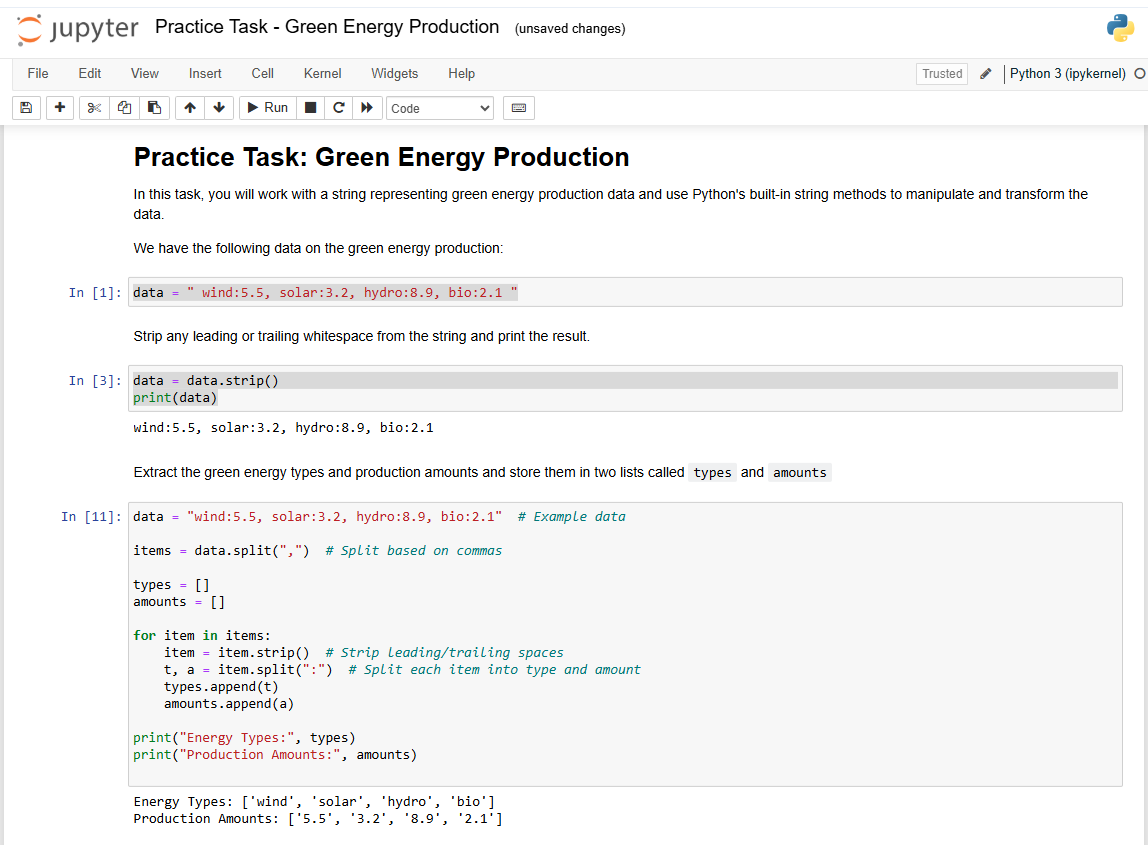 jupyter Practice Task - Green Energy Production (unsaved changes)
File Edit View Insert Cell Kernel Widgets Help Trusted Python 3 (ipykernel)
Run Code
Practice Task: Green Energy Production
In this task, you will work with a string representing green energy production data and use Python's built-in string methods to manipulate and transform the
data.
We have the following data on the green energy production:
In [1]: data = " wind:5.5, solar:3.2, hydro:8.9, bio:2.1 "
Strip any leading or trailing whitespace from the string and print the result.
In [3]: data = data.strip()
print(data)
wind:5.5, solar:3.2, hydro:8.9, bio:2.1
Extract the green energy types and production amounts and store them in two lists called types and amounts
In [11]: data = "wind:5.5, solar:3.2, hydro:8.9, bio:2.1"  # Example data
items = data.split(",")  # Split based on commas
types = []
amounts = []
for item in items:
    item = item.strip()  # Strip leading/trailing spaces
    t, a = item.split(":")  # Split each item into type and amount
    types.append(t)
    amounts.append(a)
print("Energy Types:", types)
print("Production Amounts:", amounts)
Energy Types: ['wind', 'solar', 'hydro', 'bio']
Production Amounts: ['5.5', '3.2', '8.9', '2.1']